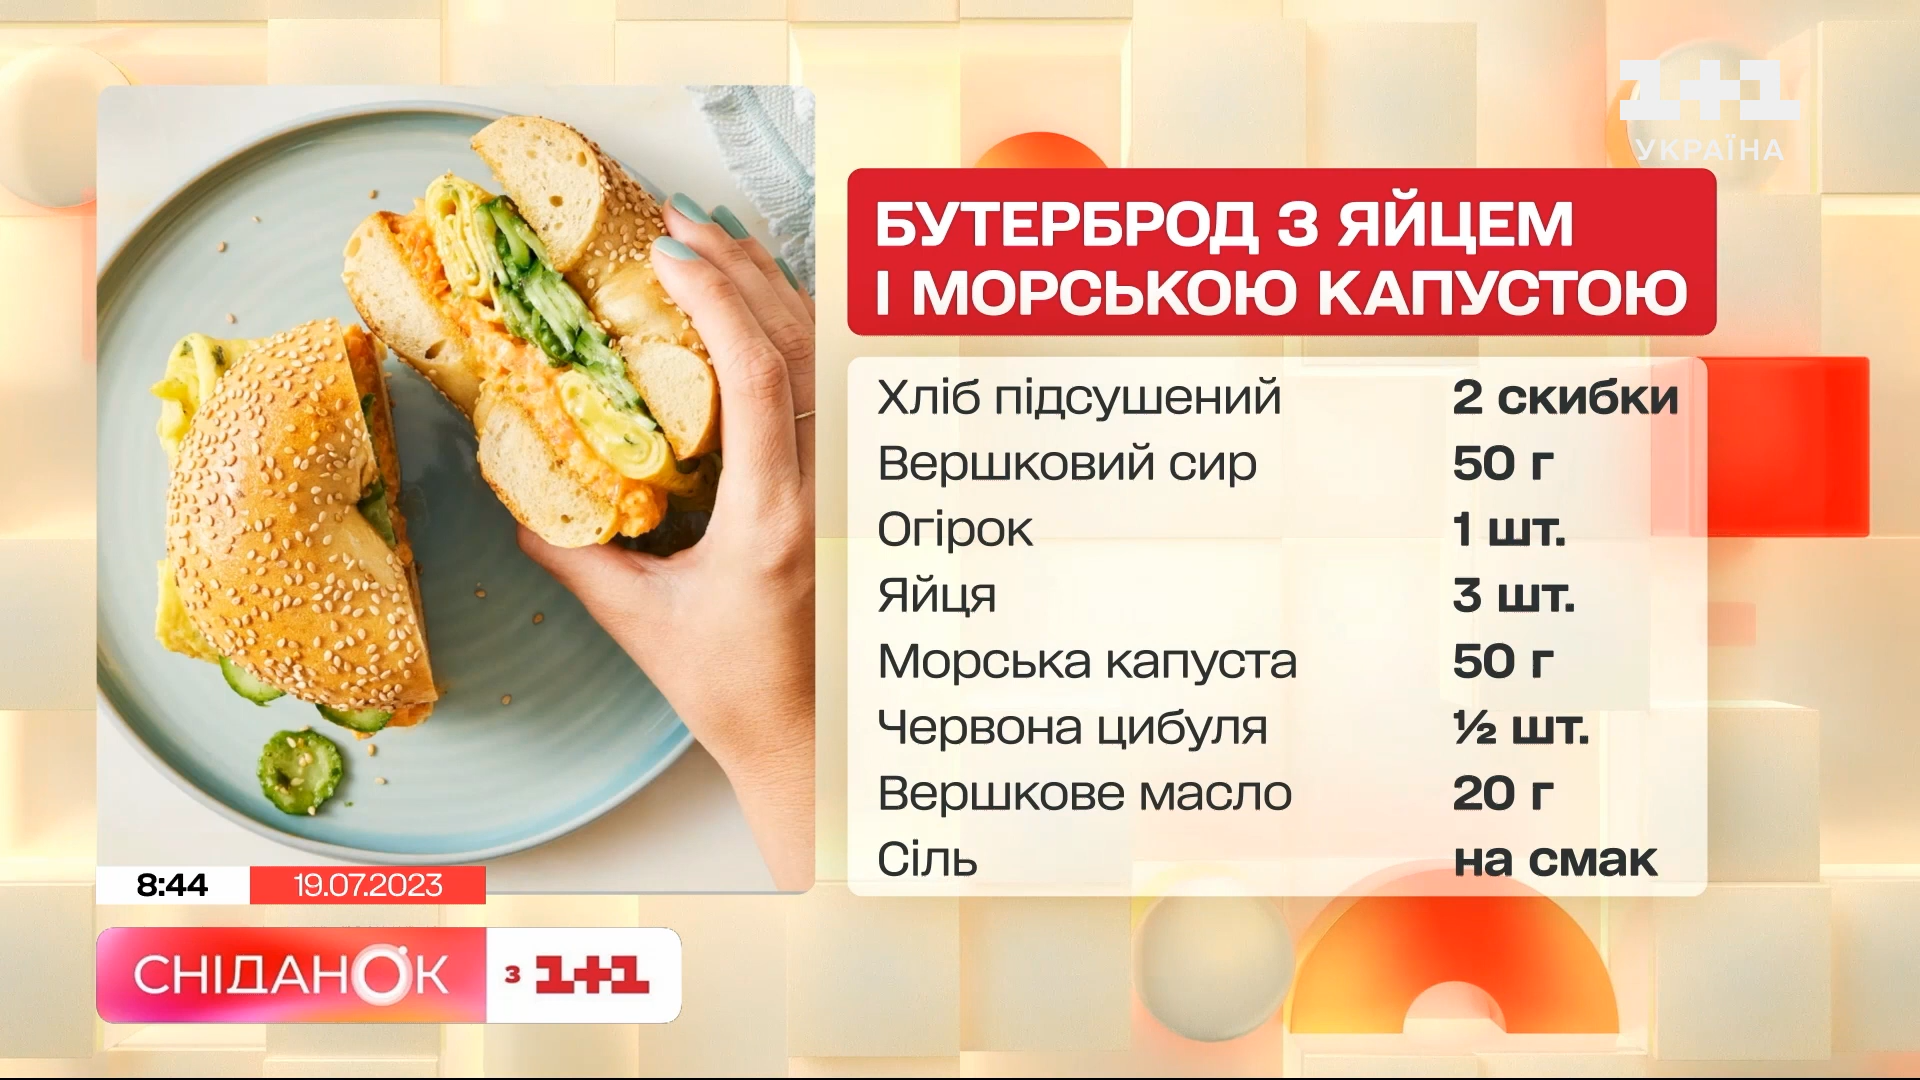 1+1
УКРАЇНА
БУТЕРБРОД З ЯЙЦЕМ
І МОРСЬКОЮ КАПУСТОЮ
Хліб підсушений 2 скибки
Вершковий сир 50 г
Огірок 1 шт.
Яйця 3 шт.
Морська капуста 50 г
Червона цибуля ½ шт.
Вершкове масло 20 г
Сіль на смак
8:44 19.07.2023
СНІДАНОК З 1+1